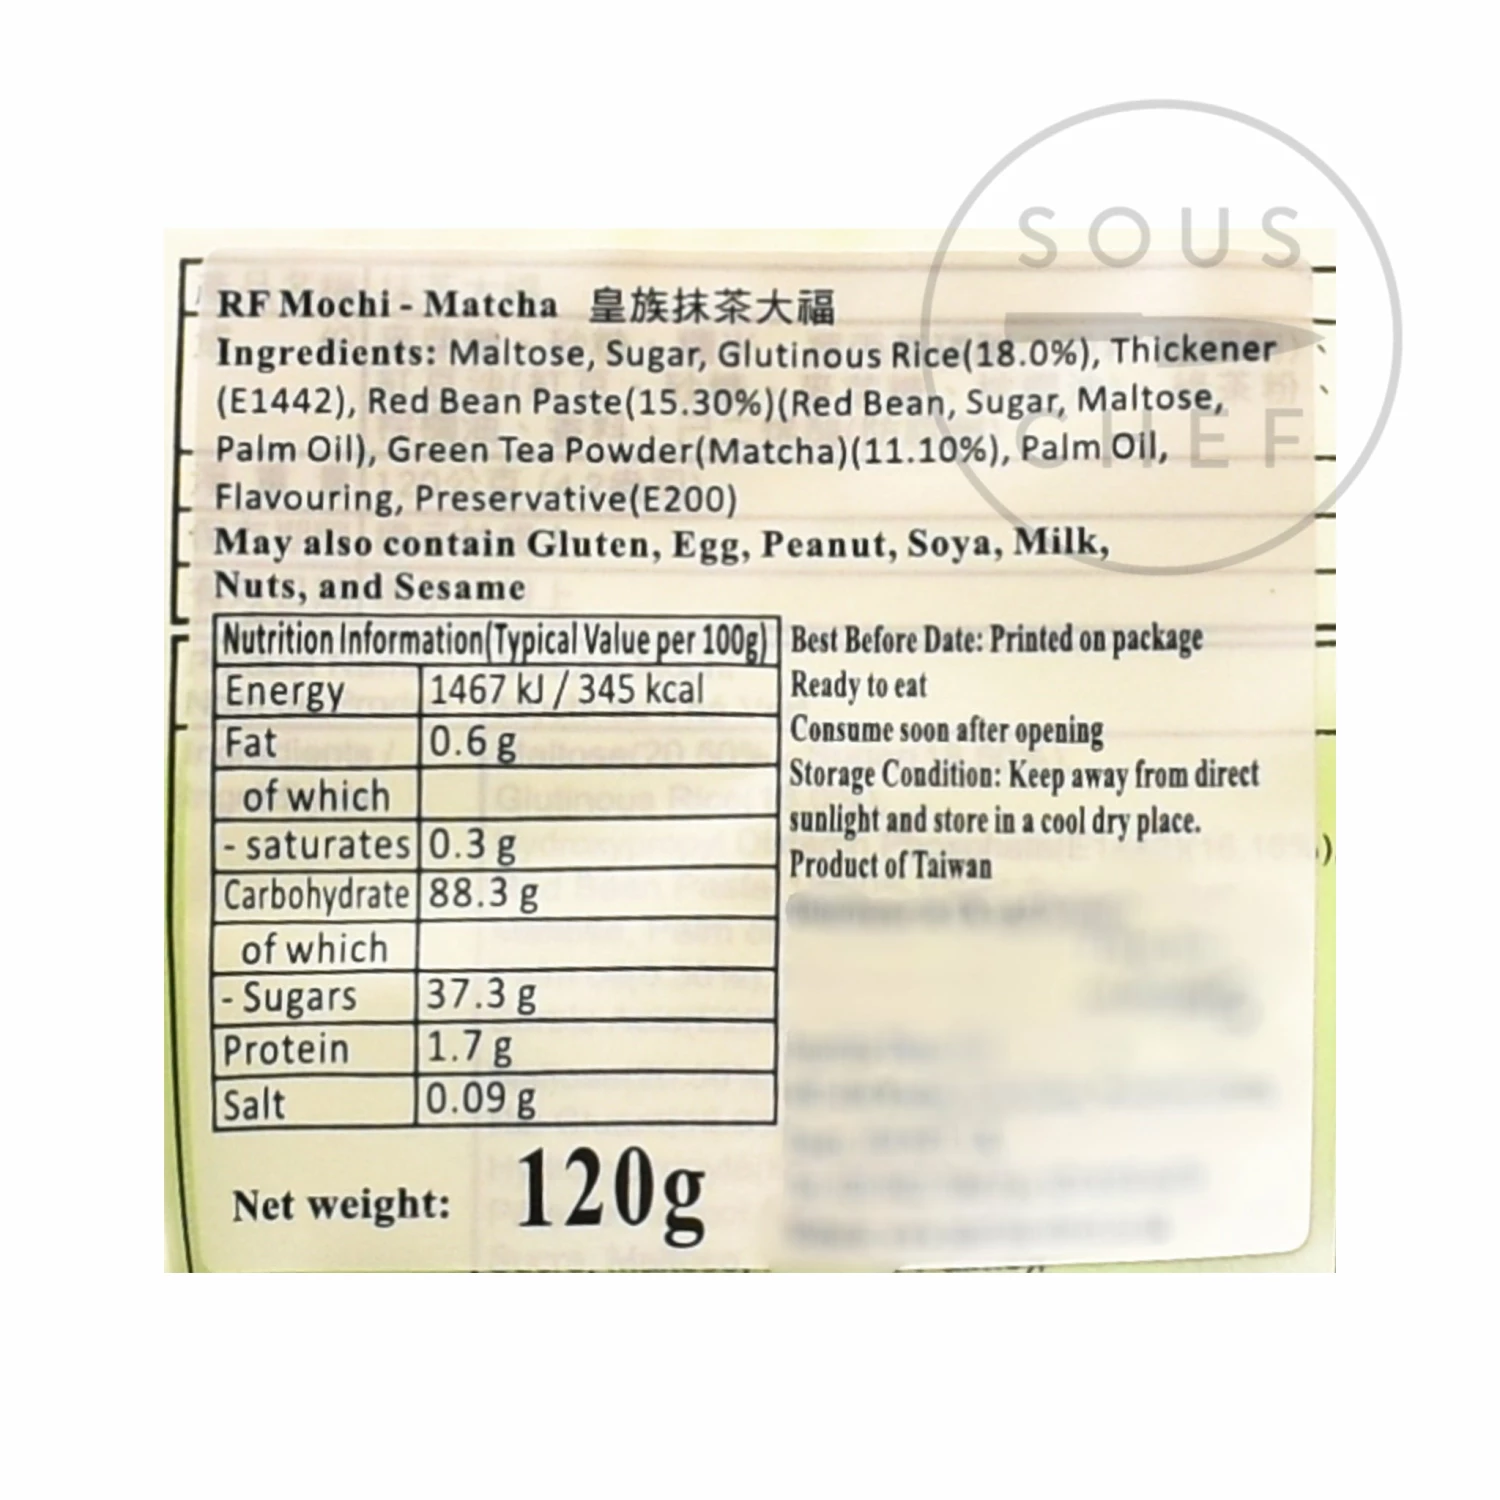 SOUS
CHEF
RF Mochi - Matcha 皇族抹茶大福
Ingredients: Maltose, Sugar, Glutinous Rice(18.0%), Thickener
(E1442), Red Bean Paste(15.30%)(Red Bean, Sugar, Maltose,
Palm Oil), Green Tea Powder(Matcha)(11.10%), Palm Oil,
Flavouring, Preservative(E200)
May also contain Gluten, Egg, Peanut, Soya, Milk,
Nuts, and Sesame
Nutrition Information(Typical Value per 100g)
Energy 1467 kJ / 345 kcal
Fat 0.6 g
of which
- saturates 0.3 g
Carbohydrate 88.3 g
of which
- Sugars 37.3 g
Protein 1.7 g
Salt 0.09 g
Net weight: 120g
Best Before Date: Printed on package
Ready to eat
Consume soon after opening
Storage Condition: Keep away from direct
sunlight and store in a cool dry place.
Product of Taiwan